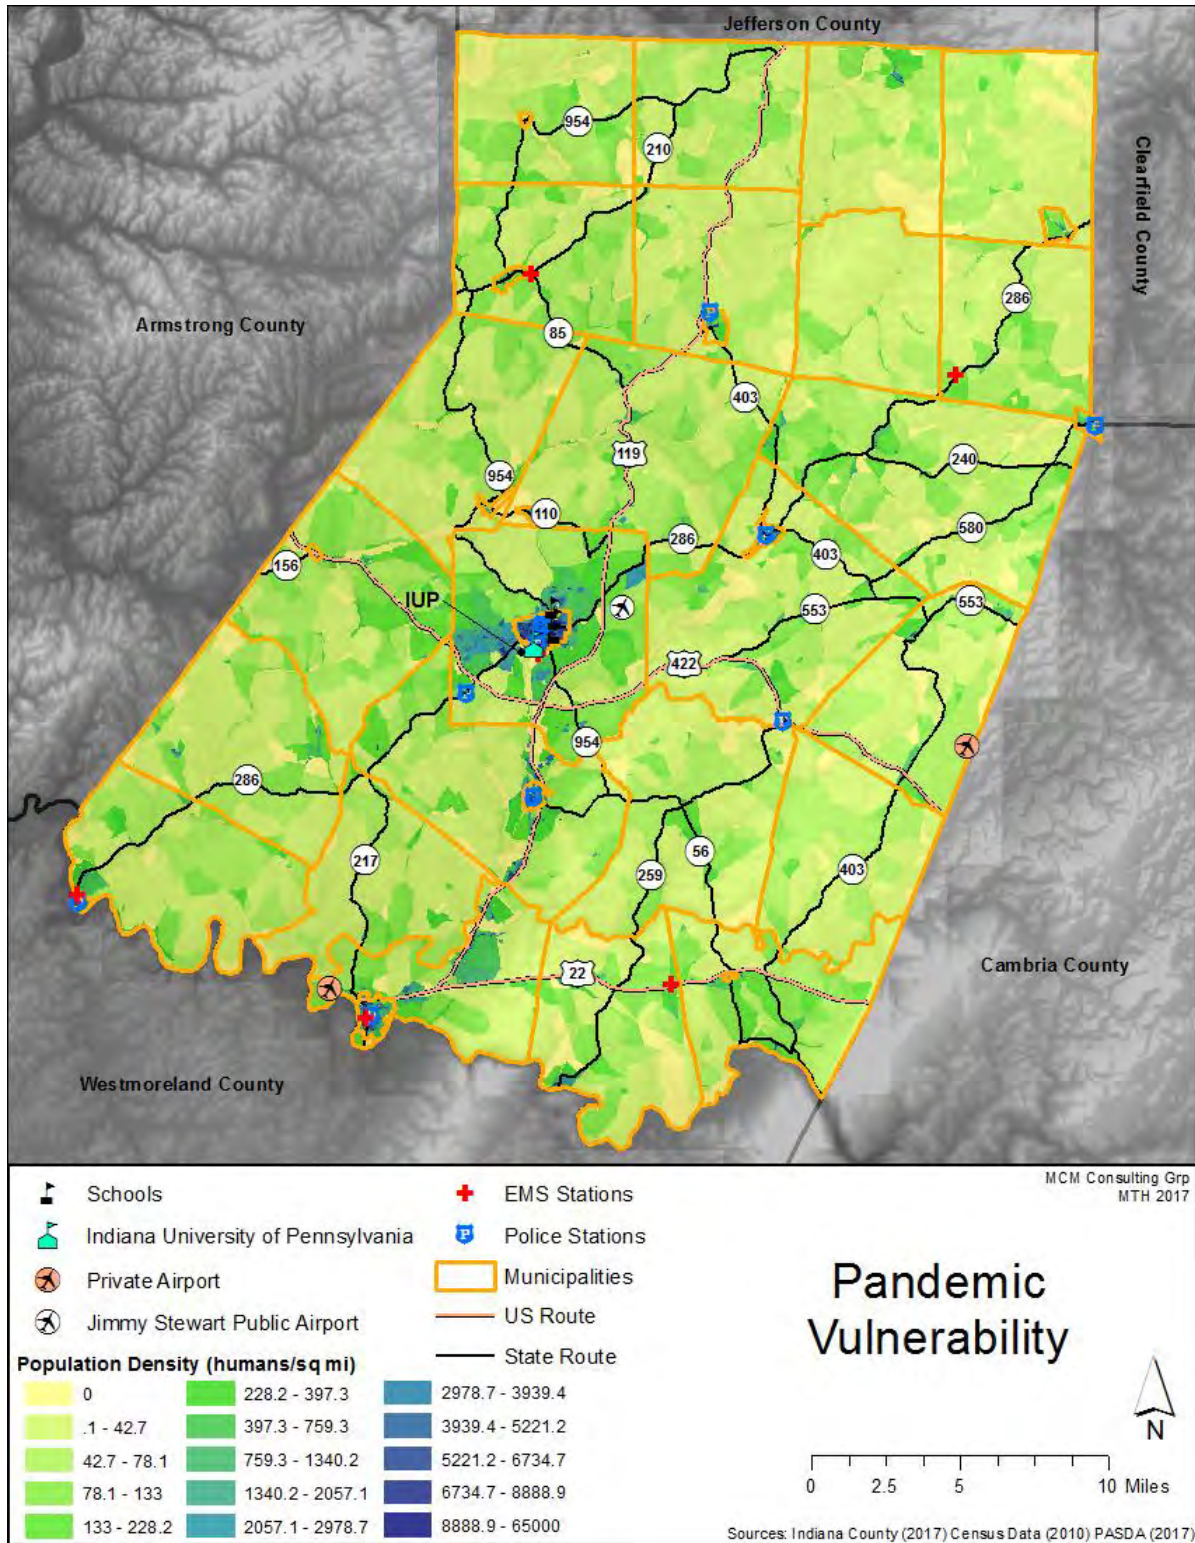 Jefferson County
Clearfield County
954
210
286
Armstrong County
85
403
119
240
954
110
580
286
403
156
553
553
IUP
422
954
286
217
56
259
403
22
Cambria County
Westmoreland County
MCM Consulting Grp
MTH 2017
Schools
Indiana University of Pennsylvania
Private Airport
Jimmy Stewart Public Airport
EMS Stations
Police Stations
Municipalities
US Route
State Route
Pandemic
Vulnerability
Population Density (humans/sq mi)
0
.1 - 42.7
42.7 - 78.1
78.1 - 133
133 - 228.2
228.2 - 397.3
397.3 - 759.3
759.3 - 1340.2
1340.2 - 2057.1
2057.1 - 2978.7
2978.7 - 3939.4
3939.4 - 5221.2
5221.2 - 6734.7
6734.7 - 8888.9
8888.9 - 65000
N
0 2.5 5 10 Miles
Sources: Indiana County (2017) Census Data (2010) PASDA (2017)